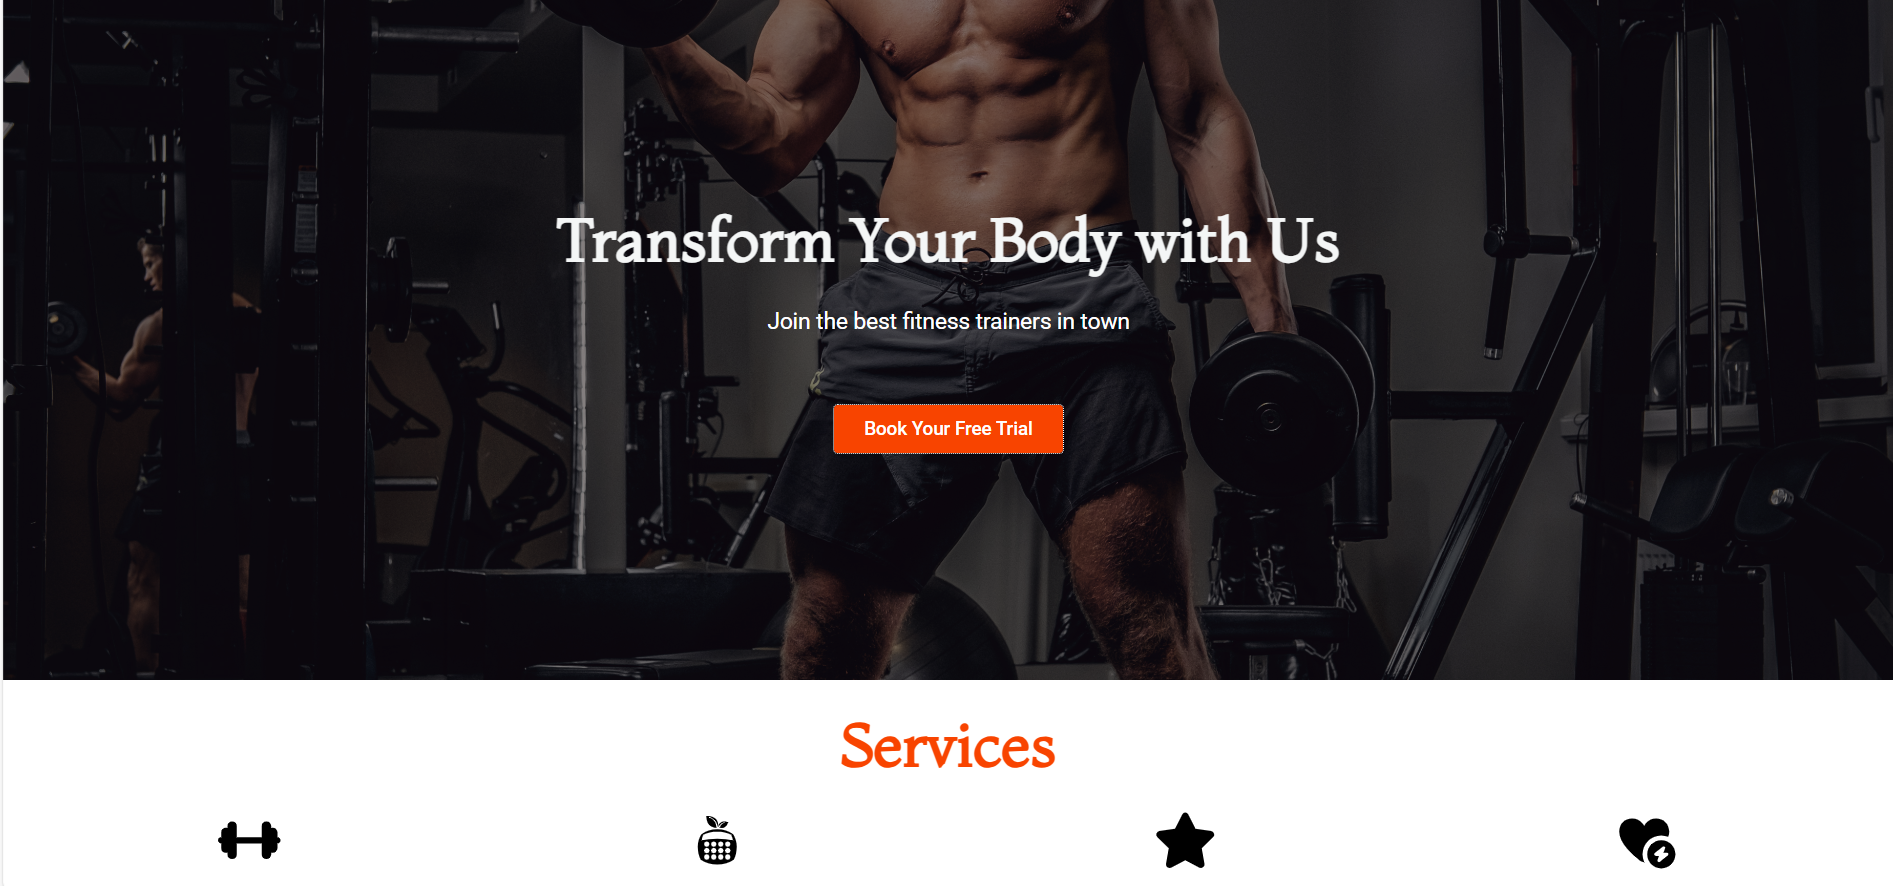 Transform Your Body with Us
Join the best fitness trainers in town
Book Your Free Trial
Services